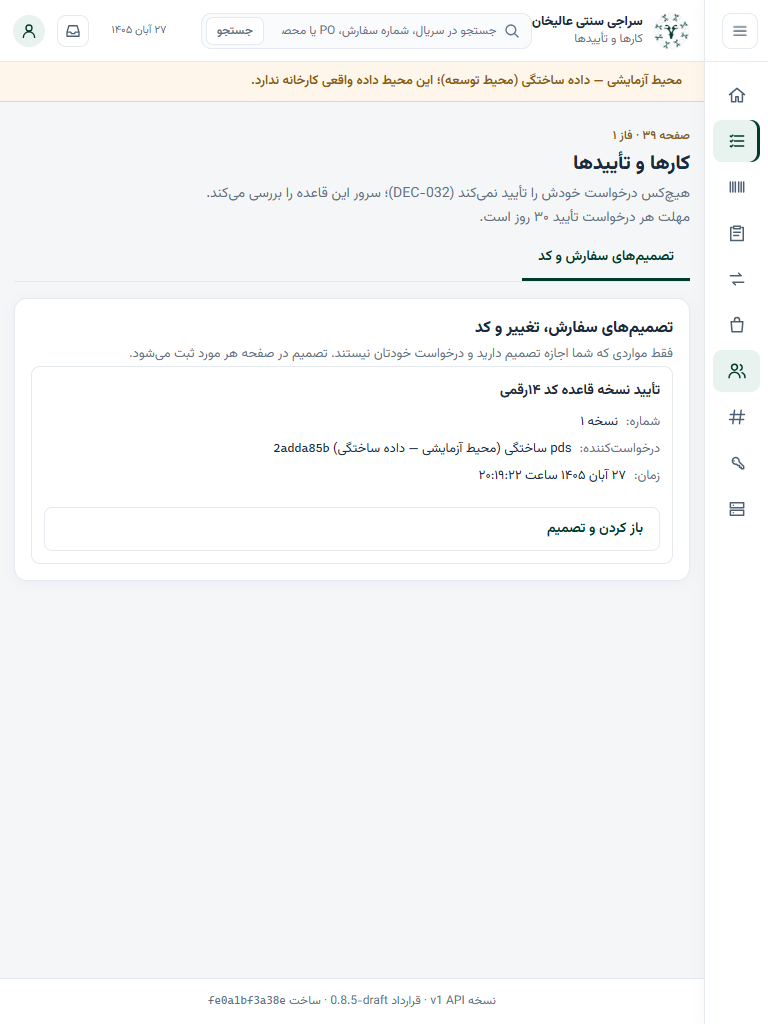 سراجی سنتی عالیخان
کارها و تأییدها
جستجو در سریال، شماره سفارش، PO یا محصو
جستجو
۲۷ آبان ۱۴۰۵
محیط آزمایشی — داده ساختگی (محیط توسعه)؛ این محیط داده واقعی کارخانه ندارد.
صفحه ۳۹ · فاز ۱
کارها و تأییدها
هیچ‌کس درخواست خودش را تأیید نمی‌کند (DEC-032)؛ سرور این قاعده را بررسی می‌کند.
مهلت هر درخواست تأیید ۳۰ روز است.
تصمیم‌های سفارش و کد
تصمیم‌های سفارش، تغییر و کد
فقط مواردی که شما اجازه تصمیم دارید و درخواست خودتان نیستند. تصمیم در صفحه هر مورد ثبت می‌شود.
تأیید نسخه قاعده کد ۱۴رقمی
شماره: نسخه ۱
درخواست‌کننده: pds ساختگی (محیط آزمایشی — داده ساختگی) 2adda85b
زمان: ۲۷ آبان ۱۴۰۵ ساعت ۲۰:۱۹:۲۲
باز کردن و تصمیم
نسخه v1 API · قرارداد 0.8.5-draft · ساخت fe0a1bf3a38e